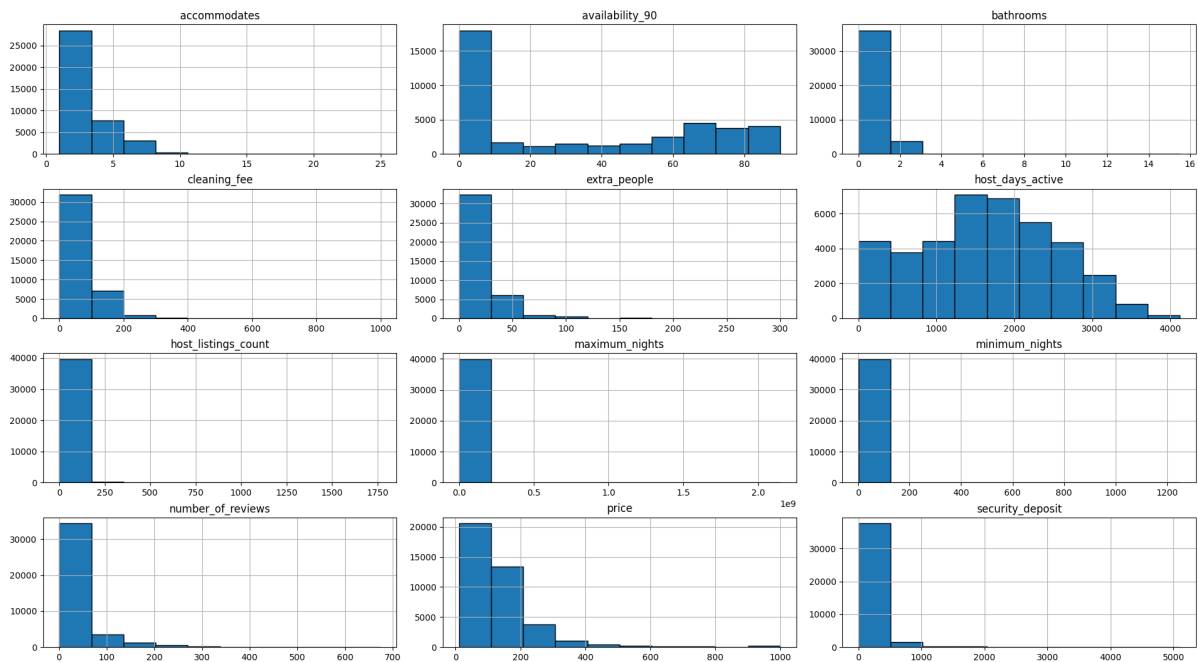 accommodates
25000
20000
15000
10000
5000
0
0 5 10 15 20 25
availability_90
15000
10000
5000
0
0 20 40 60 80
bathrooms
30000
20000
10000
0
0 2 4 6 8 10 12 14 16
cleaning_fee
30000
25000
20000
15000
10000
5000
0
0 200 400 600 800 1000
extra_people
30000
25000
20000
15000
10000
5000
0
0 50 100 150 200 250 300
host_days_active
6000
4000
2000
0
0 1000 2000 3000 4000
host_listings_count
40000
30000
20000
10000
0
0 250 500 750 1000 1250 1500 1750
maximum_nights
40000
30000
20000
10000
0
0.0 0.5 1.0 1.5 2.0
1e9
minimum_nights
40000
30000
20000
10000
0
0 200 400 600 800 1000 1200
number_of_reviews
30000
20000
10000
0
0 100 200 300 400 500 600 700
price
20000
15000
10000
5000
0
0 200 400 600 800 1000
security_deposit
30000
20000
10000
0
0 1000 2000 3000 4000 5000